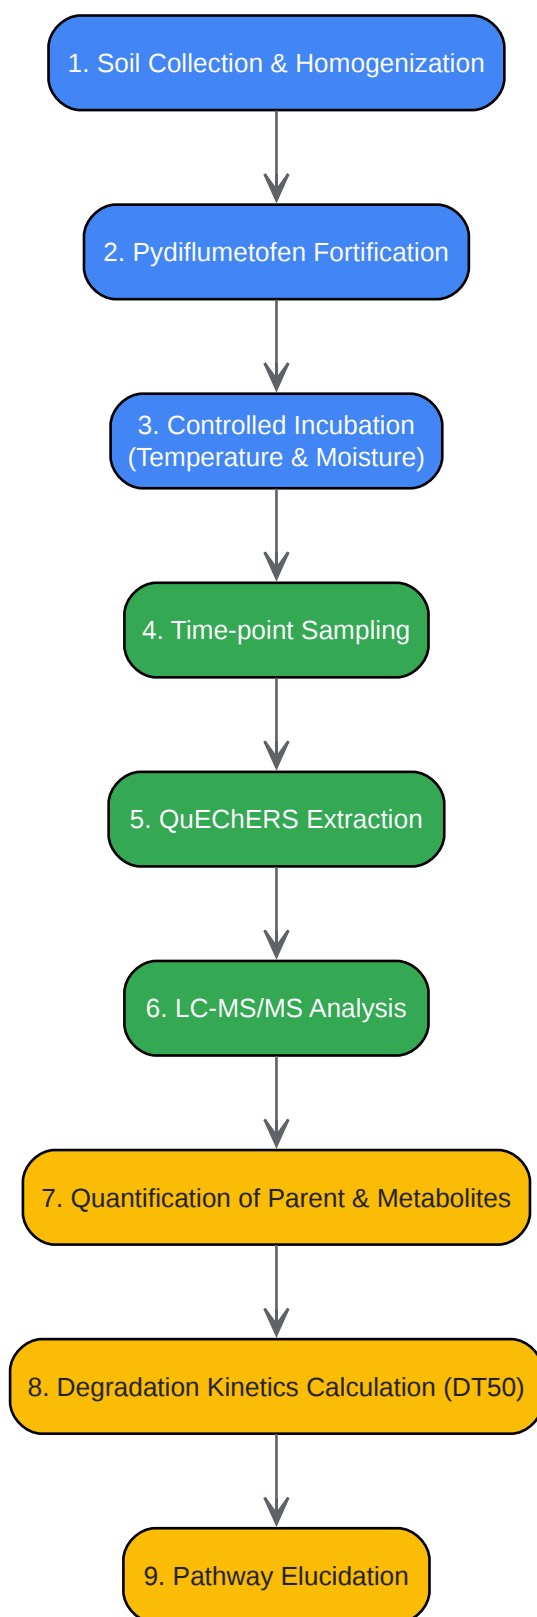 1. Soil Collection & Homogenization
2. Pydiflumetofen Fortification
3. Controlled Incubation
(Temperature & Moisture)
4. Time-point Sampling
5. QuEChERS Extraction
6. LC-MS/MS Analysis
7. Quantification of Parent & Metabolites
8. Degradation Kinetics Calculation (DT50)
9. Pathway Elucidation